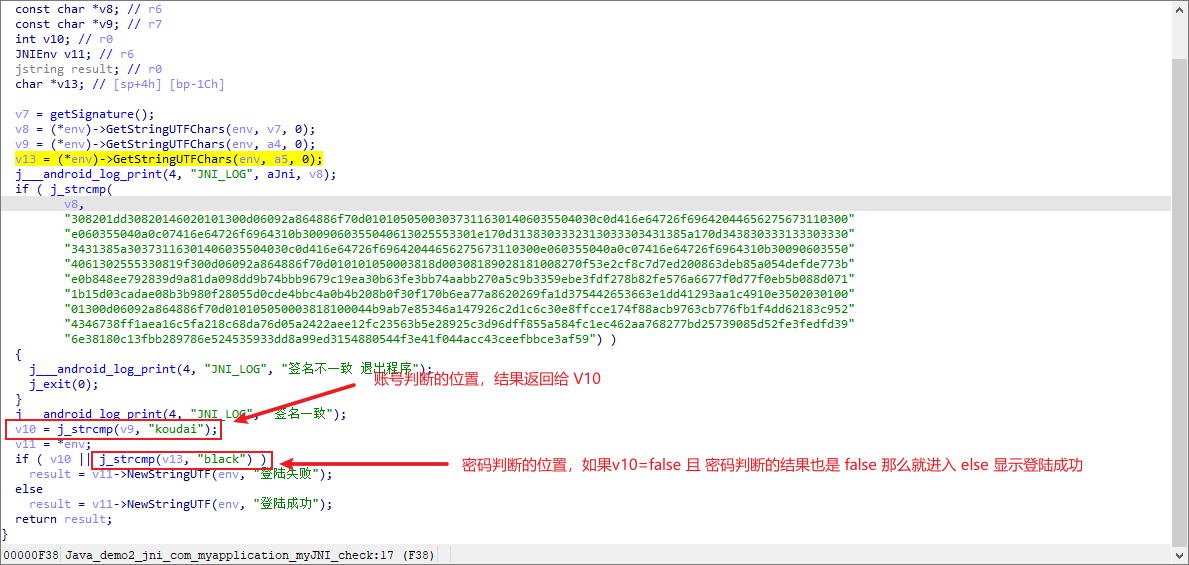 const char *v8; // r6
const char *v9; // r7
int v10; // r0
JNIEnv v11; // r6
jstring result; // r0
char *v13; // [sp+4h] [bp-1Ch]
v7 = getSignature();
v8 = (*env)->GetStringUTFChars(env, v7, 0);
v9 = (*env)->GetStringUTFChars(env, a4, 0);
v13 = (*env)->GetStringUTFChars(env, a5, 0);
j___android_log_print(4, "JNI_LOG", aJni, v8);
if ( j_strcmp(
v8,
"308201dd30820146020101300d06092a864886f70d010105050030373116301406035504030c0d416e64726f69642044656275673110300"
"e060355040a0c07416e64726f6964310b3009060355040613025553301e170d3138303332313033303431385a170d343830333133303330"
"3431385a30373116301406035504030c0d416e64726f69642044656275673110300e060355040a0c07416e64726f6964310b30090603550"
"4061302555330819f300d06092a864886f70d010101050003818d00308189028181008270f53e2cf8c7d7ed200863deb85a054defde773b"
"e0b848ee792839d9a81da098dd9b74bbb9679c19ea30b63fe3bb74aabb270a5c9b3359ebe3fdf278b82fe576a6677f0d77f0eb5b088d071"
"1b15d03cadae08b3b980f28055d0cde4bbc4a0b4b208b0f30f170b6ea77a8620269fa1d375442653663e1dd41293aa1c4910e3502030100"
"01300d06092a864886f70d010105050003818100044b9ab7e85346a147926c2d1c6c30e8ffcce174f88acb9763cb776fb1f4dd62183c952"
"4346738ff1aea16c5fa218c68da76d05a2422aee12fc23563b5e28925c3d96dff855a584fc1ec462aa768277bd25739085d52fe3fedfd39"
"6e38180c13fbb289786e524535933dd8a99ed3154880544f3e41f044acc43ceefbbce3af59") )
{
j___android_log_print(4, "JNI_LOG", "签名不一致 退出程序");
j_exit(0);
账号判断的位置，结果返回给 V10
}
j___android_log_print(4, "JNI_LOG", "签名一致");
v10 = j_strcmp(v9, "koudai");
v11 = *env;
if ( v10 || j_strcmp(v13, "black") )
密码判断的位置，如果v10=false 且 密码判断的结果也是 false 那么就进入 else 显示登陆成功
result = v11->NewStringUTF(env, "登陆失败");
else
result = v11->NewStringUTF(env, "登陆成功");
return result;
}
00000F38 Java_demo2_jni_com_myapplication_myJNI_check:17 (F38)